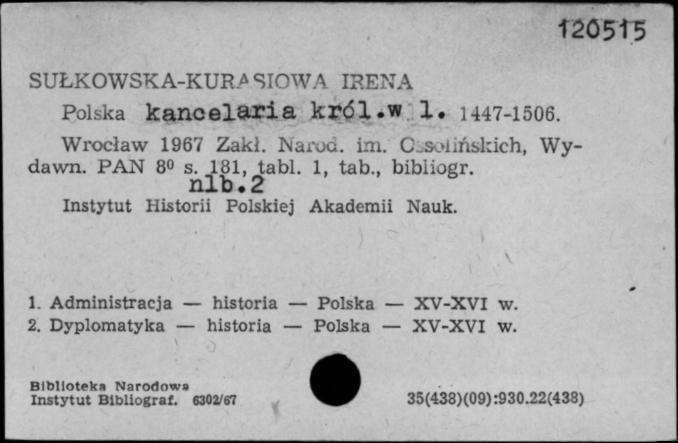 120515
SUŁKOWSKA-KURASIOWA IRENA
Polska kancelaria król.w l. 1447-1506.
Wrocław 1967 Zakł. Narod. im. Ossolińskich, Wy-
dawn. PAN 8⁰ s. 181, tabl. 1, tab., bibliogr.
nlb.2
Instytut Historii Polskiej Akademii Nauk.
1. Administracja — historia — Polska — XV-XVI w.
2. Dyplomatyka — historia — Polska — XV-XVI w.
Biblioteka Narodowa
Instytut Bibliograf. 6302/67 35(438)(09):930.22(438)